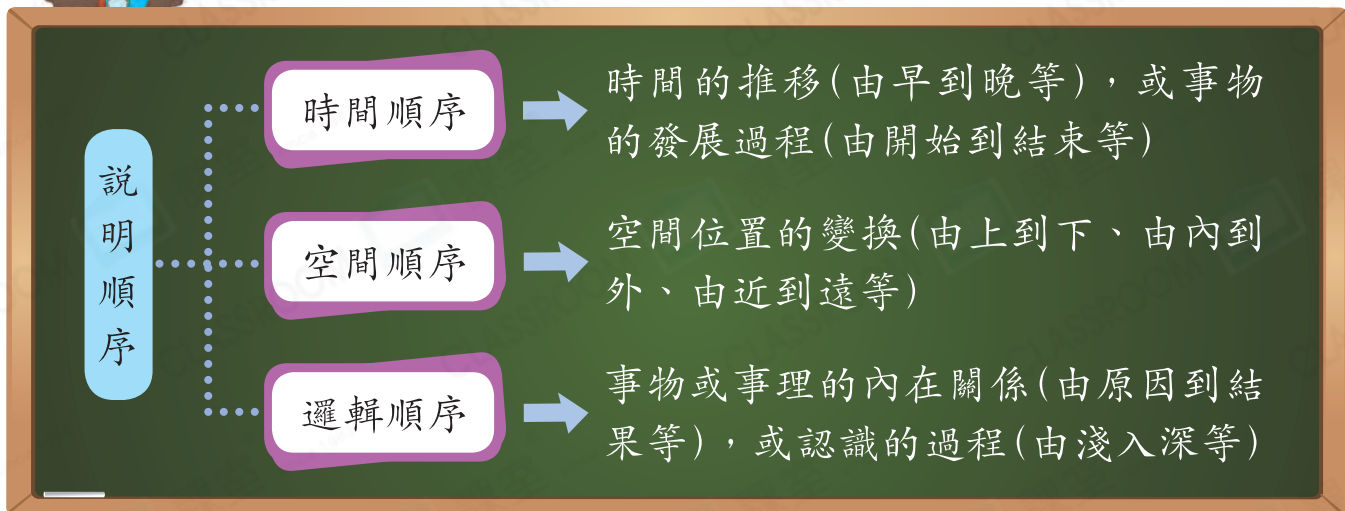 説明順序
時間順序
時間的推移(由早到晚等)，或事物
的發展過程(由開始到結束等)
空間順序
空間位置的變換(由上到下、由內到
外、由近到遠等)
邏輯順序
事物或事理的內在關係(由原因到結
果等)，或認識的過程(由淺入深等)